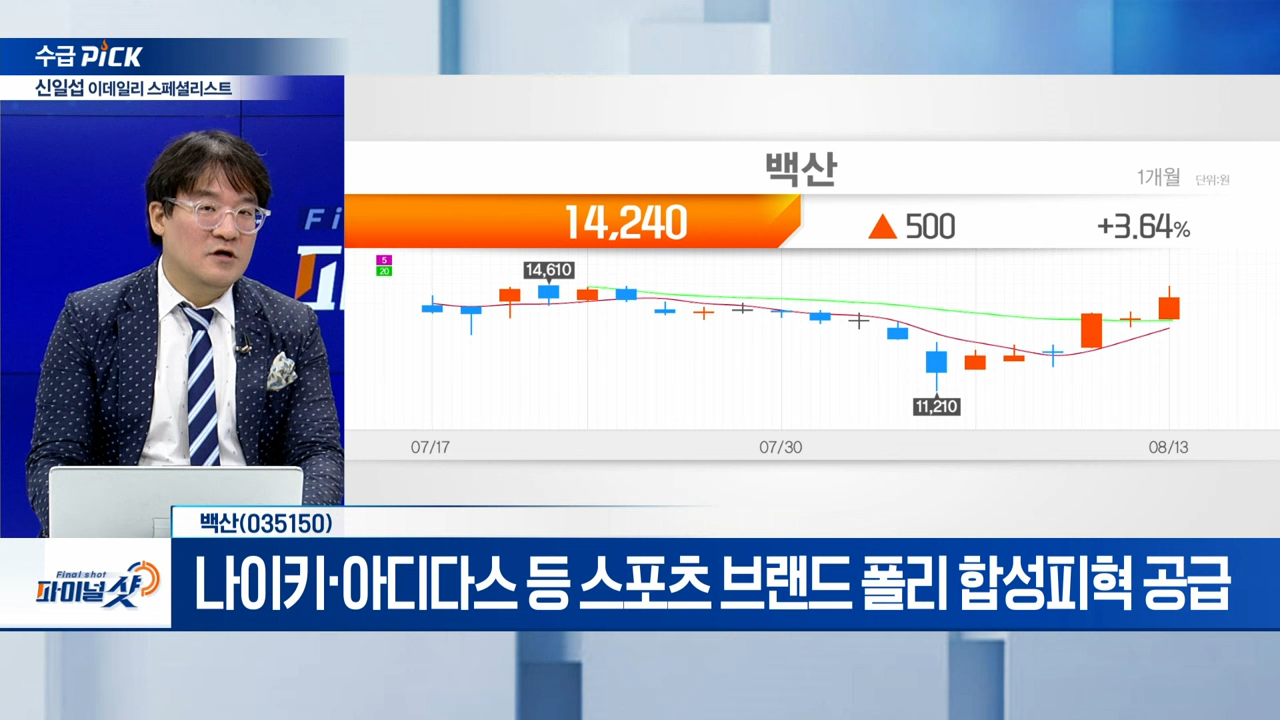 수급 PiCK
신일섭 이데일리 스페셜리스트
Fi
파
백산
1개월 단위:원
14,240 ▲ 500 +3.64%
5
20
14,610
11,210
07/17 07/30 08/13
백산(035150)
Final shot
파이널샷
나이키·아디다스 등 스포츠 브랜드 폴리 합성피혁 공급